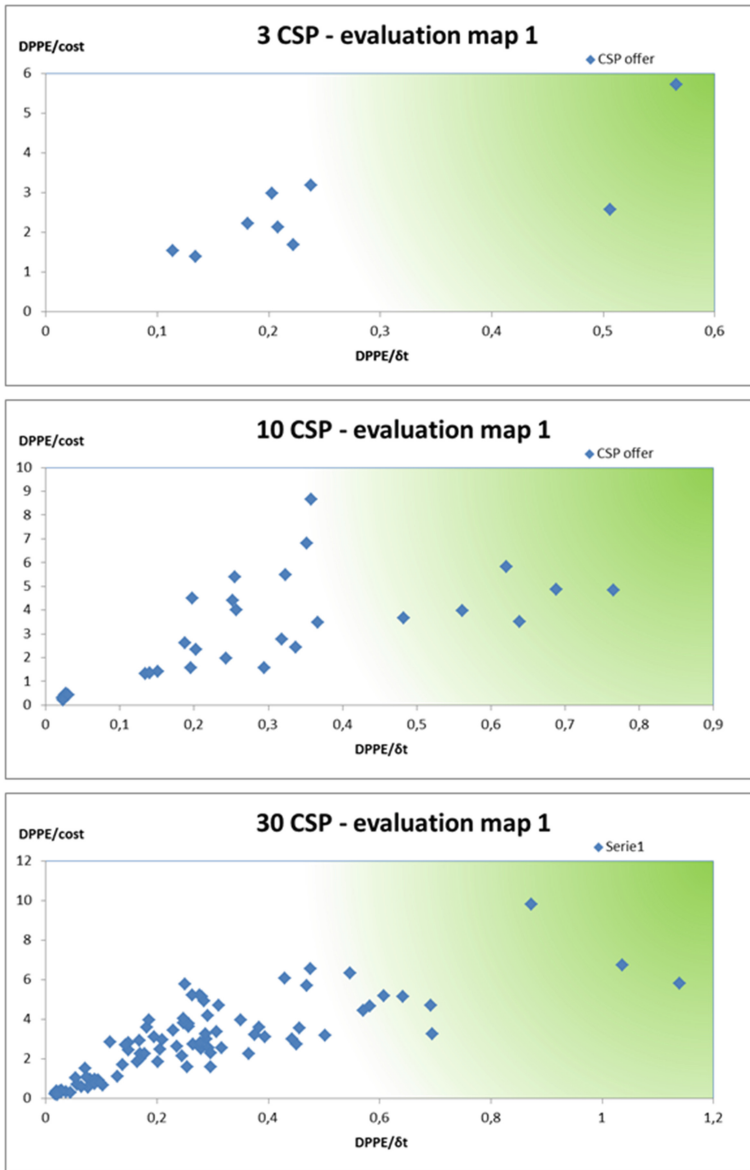 3 CSP - evaluation map 1
DPPE/cost
CSP offer
6
5
4
3
2
1
0
0 0,1 0,2 0,3 0,4 0,5 0,6
DPPE/δt
10 CSP - evaluation map 1
DPPE/cost
CSP offer
10
9
8
7
6
5
4
3
2
1
0
0 0,1 0,2 0,3 0,4 0,5 0,6 0,7 0,8 0,9
DPPE/δt
30 CSP - evaluation map 1
DPPE/cost
Serie1
12
10
8
6
4
2
0
0 0,2 0,4 0,6 0,8 1 1,2
DPPE/δt